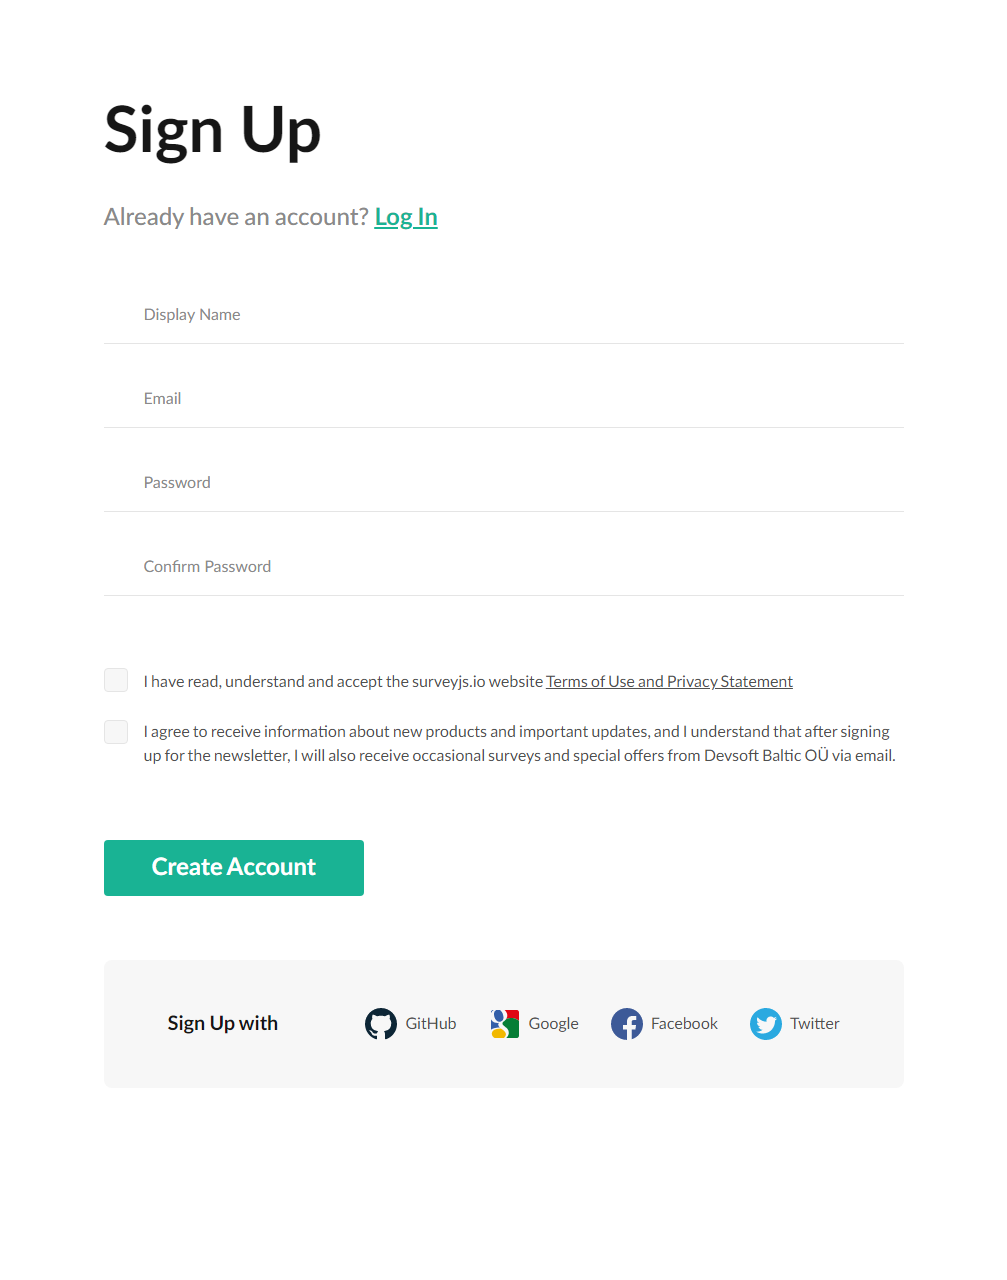 Sign Up
Already have an account? Log In
Display Name
Email
Password
Confirm Password
I have read, understand and accept the surveyjs.io website Terms of Use and Privacy Statement
I agree to receive information about new products and important updates, and I understand that after signing
up for the newsletter, I will also receive occasional surveys and special offers from Devsoft Baltic OÜ via email.
Create Account
Sign Up with GitHub Google Facebook Twitter